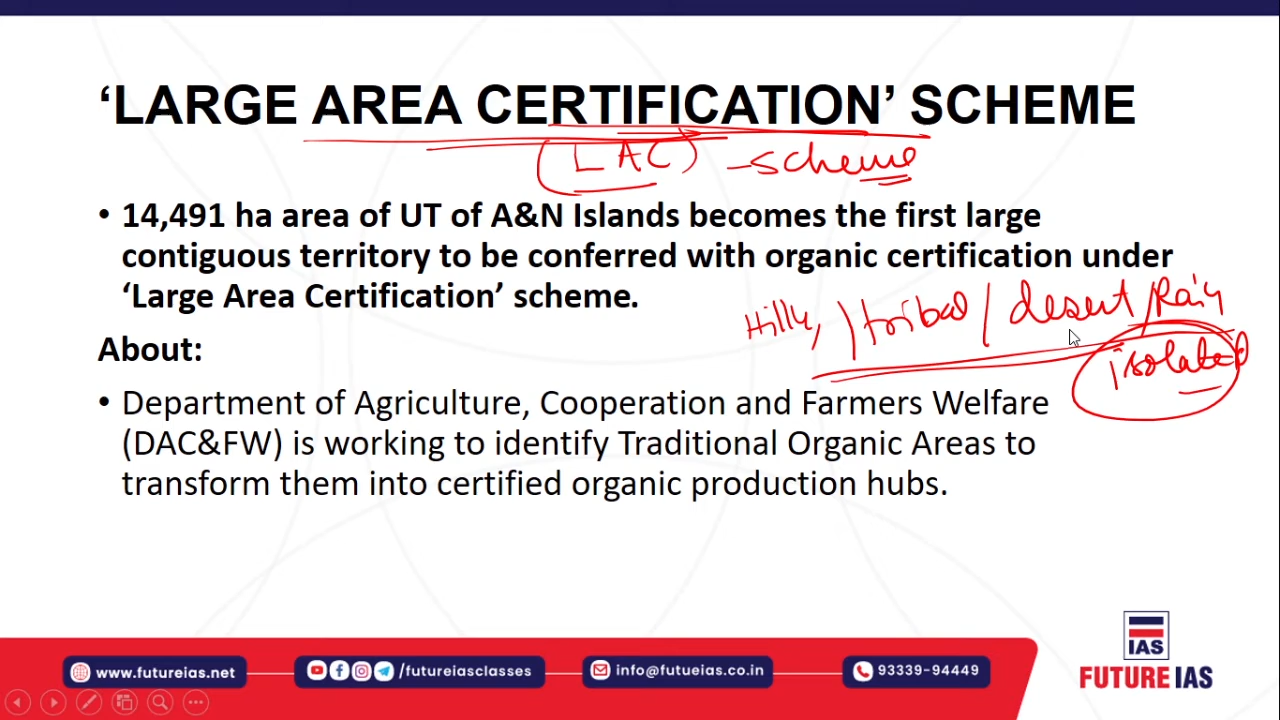 ‘LARGE AREA CERTIFICATION’ SCHEME
(LAC) -scheme
• 14,491 ha area of UT of A&N Islands becomes the first large
contiguous territory to be conferred with organic certification under
‘Large Area Certification’ scheme.
Hilly, /tribal / desert /Rain
isolated
About:
• Department of Agriculture, Cooperation and Farmers Welfare
(DAC&FW) is working to identify Traditional Organic Areas to
transform them into certified organic production hubs.
IAS
www.futureias.net
/futureiasclasses
info@futueias.co.in
93339-94449
FUTURE IAS